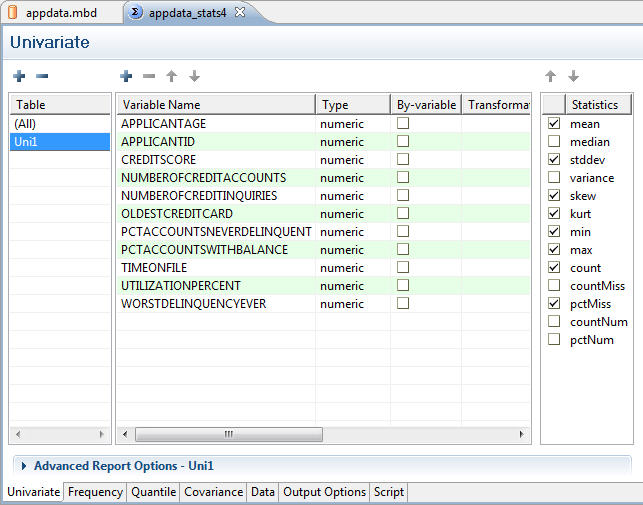 appdata.mbd
Σ appdata_stats4
Univariate
Table
Variable Name Type By-variable Transformat
Statistics
(All)
Uni1
APPLICANTAGE numeric
APPLICANTID numeric
CREDITSCORE numeric
NUMBEROFCREDITACCOUNTS numeric
NUMBEROFCREDITINQUIRIES numeric
OLDESTCREDITCARD numeric
PCTACCOUNTSNEVERDELINQUENT numeric
PCTACCOUNTSWITHBALANCE numeric
TIMEONFILE numeric
UTILIZATIONPERCENT numeric
WORSTDELINQUENCYEVER numeric
mean
median
stddev
variance
skew
kurt
min
max
count
countMiss
pctMiss
countNum
pctNum
Advanced Report Options - Uni1
Univariate Frequency Quantile Covariance Data Output Options Script